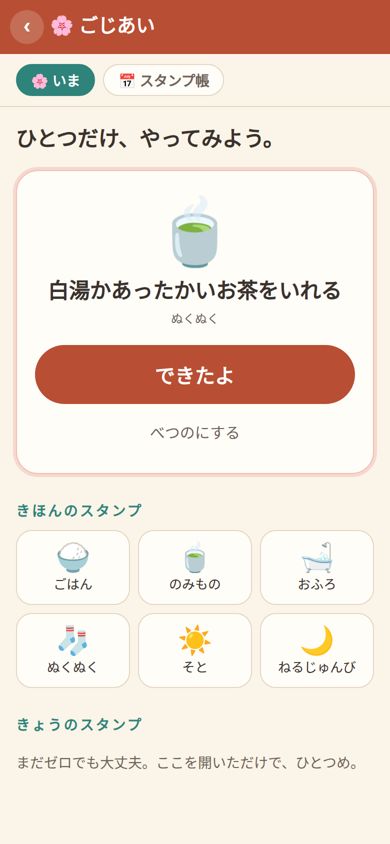 ‹ 🌸 ごじあい
🌸 いま 📅 スタンプ帳
ひとつだけ、やってみよう。
白湯かあったかいお茶をいれる
ぬくぬく
できたよ
べつのにする
きほんのスタンプ
ごはん のみもの おふろ
ぬくぬく そと ねるじゅんび
きょうのスタンプ
まだゼロでも大丈夫。ここを開いただけで、ひとつめ。